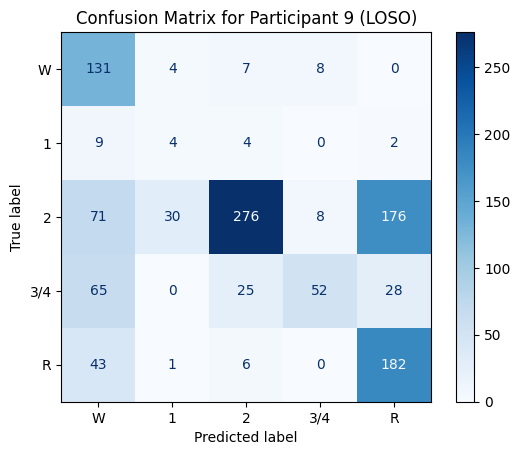 Confusion Matrix for Participant 9 (LOSO)
True label
W 131 4 7 8 0
1 9 4 4 0 2
2 71 30 276 8 176
3/4 65 0 25 52 28
R 43 1 6 0 182
W 1 2 3/4 R
Predicted label
250
200
150
100
50
0